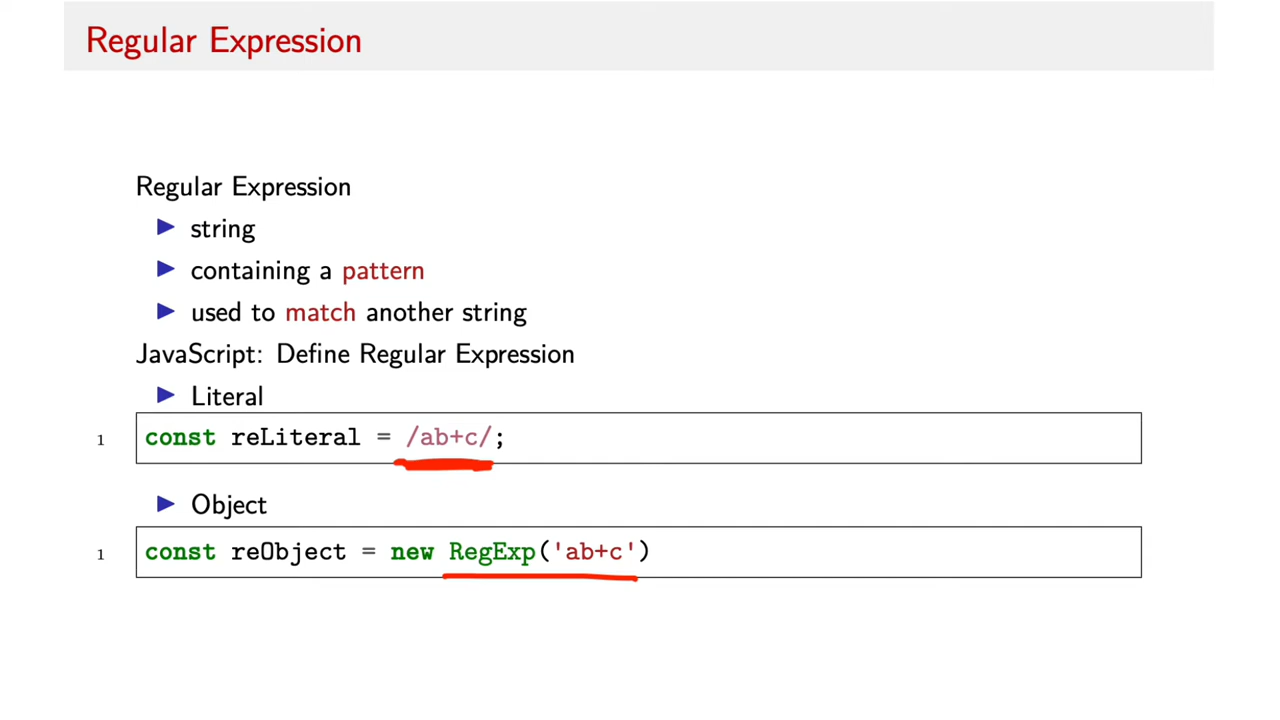 Regular Expression
Regular Expression
▶ string
▶ containing a pattern
▶ used to match another string
JavaScript: Define Regular Expression
▶ Literal
1 const reLiteral = /ab+c/;
▶ Object
1 const reObject = new RegExp('ab+c')